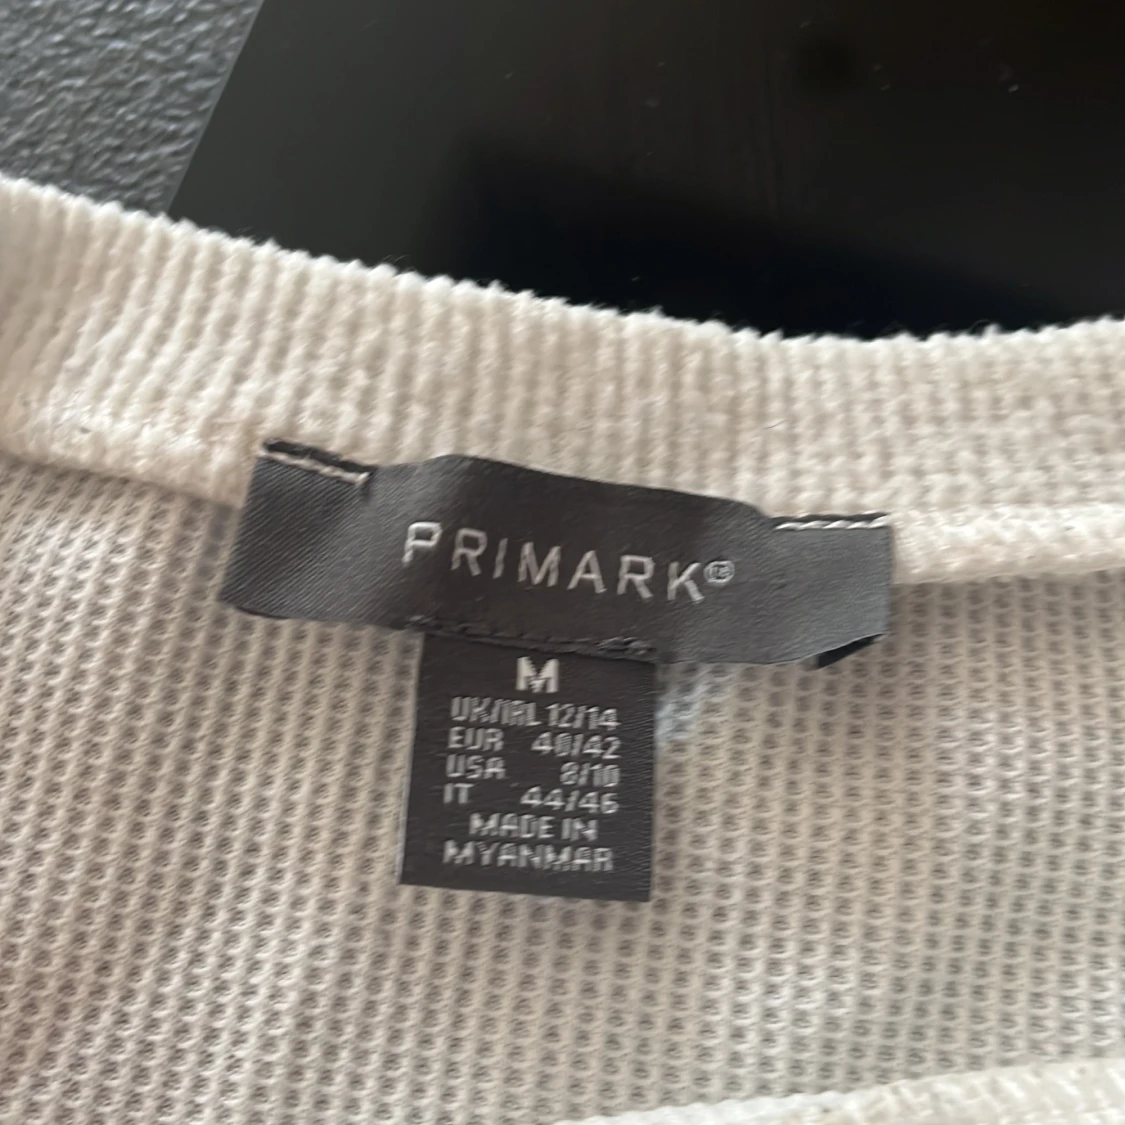 PRIMARK®
M
UK/IRL 12/14
EUR 40/42
USA 8/10
IT 44/46
MADE IN
MYANMAR